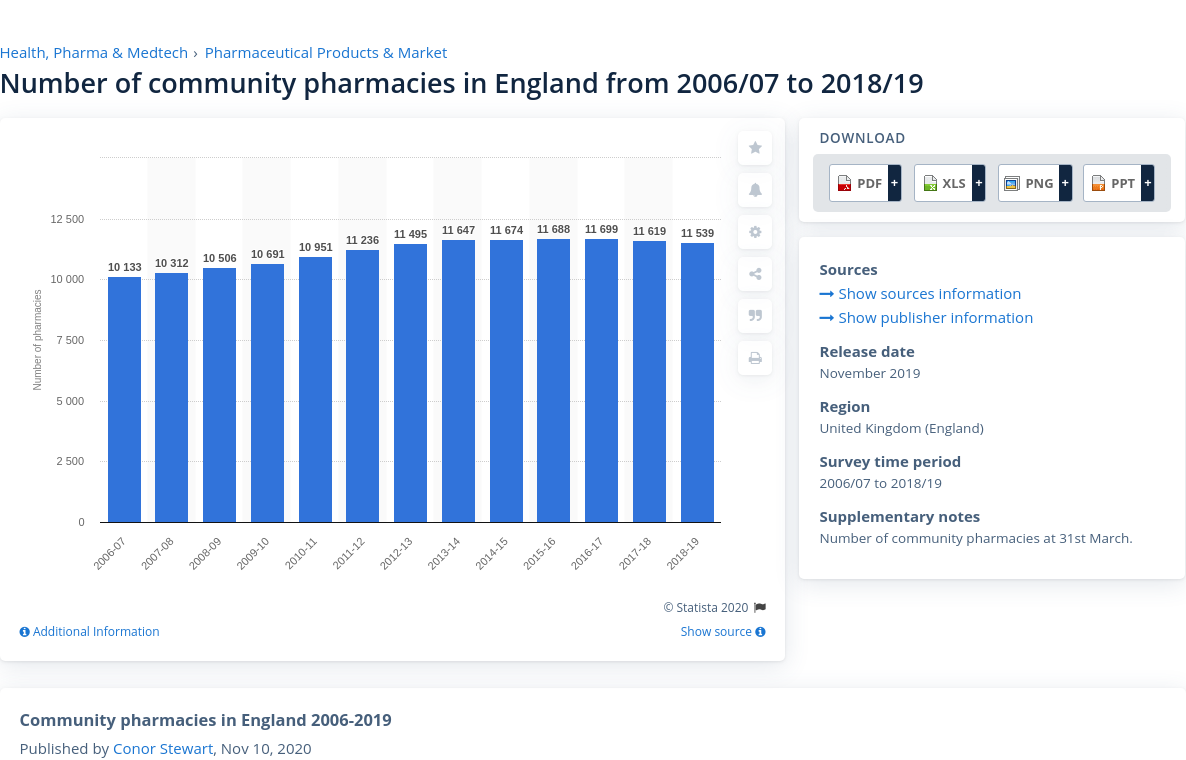 Health, Pharma & Medtech › Pharmaceutical Products & Market
Number of community pharmacies in England from 2006/07 to 2018/19
Number of pharmacies
12 500
10 000
7 500
5 000
2 500
0
10 133
10 312
10 506
10 691
10 951
11 236
11 495
11 647
11 674
11 688
11 699
11 619
11 539
2006-07
2007-08
2008-09
2009-10
2010-11
2011-12
2012-13
2013-14
2014-15
2015-16
2016-17
2017-18
2018-19
© Statista 2020
Additional Information
Show source
DOWNLOAD
PDF + XLS + PNG + PPT +
Sources
Show sources information
Show publisher information
Release date
November 2019
Region
United Kingdom (England)
Survey time period
2006/07 to 2018/19
Supplementary notes
Number of community pharmacies at 31st March.
Community pharmacies in England 2006-2019
Published by Conor Stewart, Nov 10, 2020